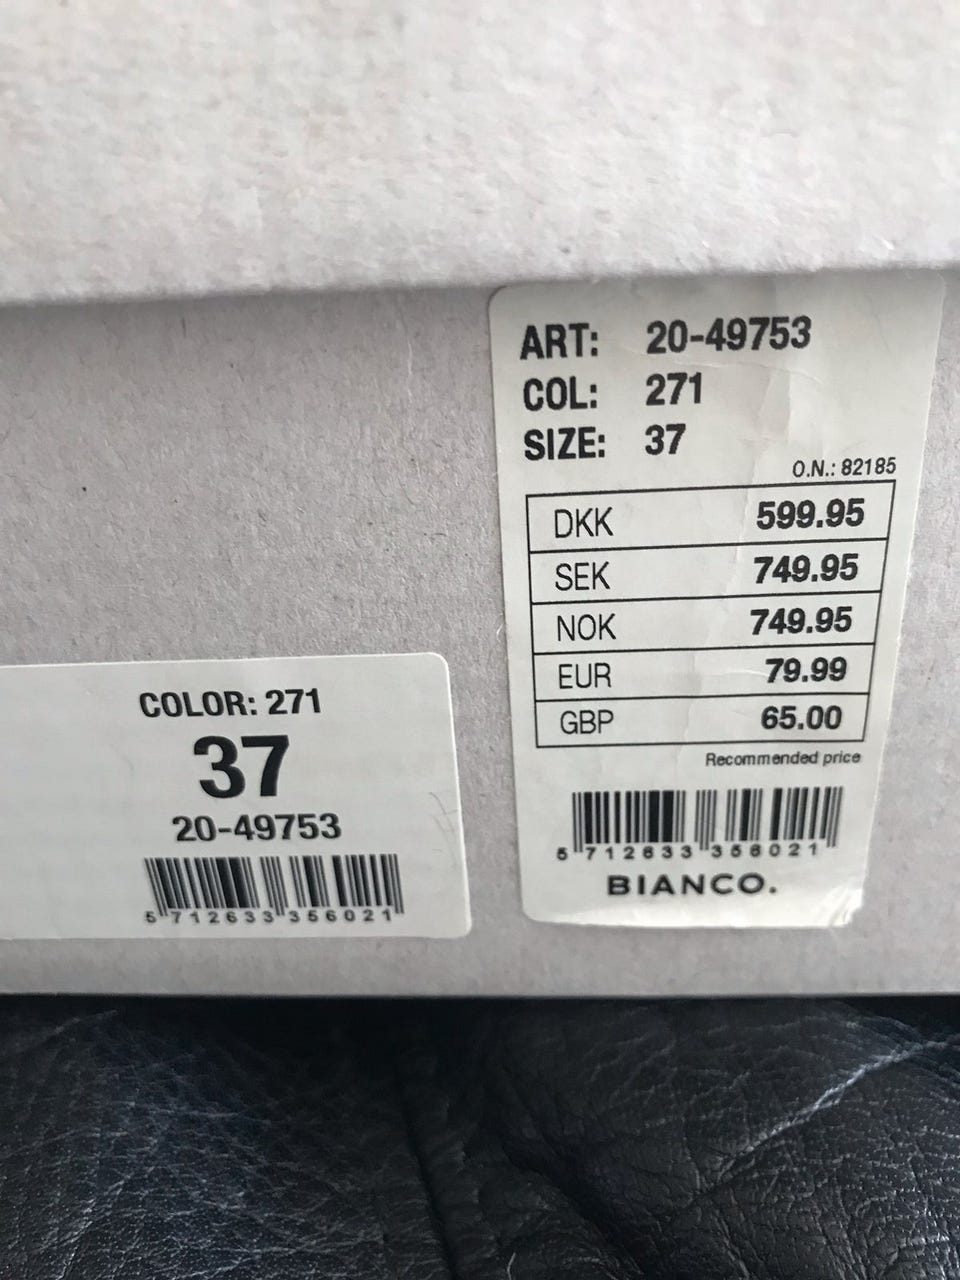 ART: 20-49753
COL: 271
SIZE: 37
O.N.: 82185
DKK 599.95
SEK 749.95
NOK 749.95
EUR 79.99
GBP 65.00
Recommended price
5 712633 356021
BIANCO.
COLOR: 271
37
20-49753
5 712633 356021